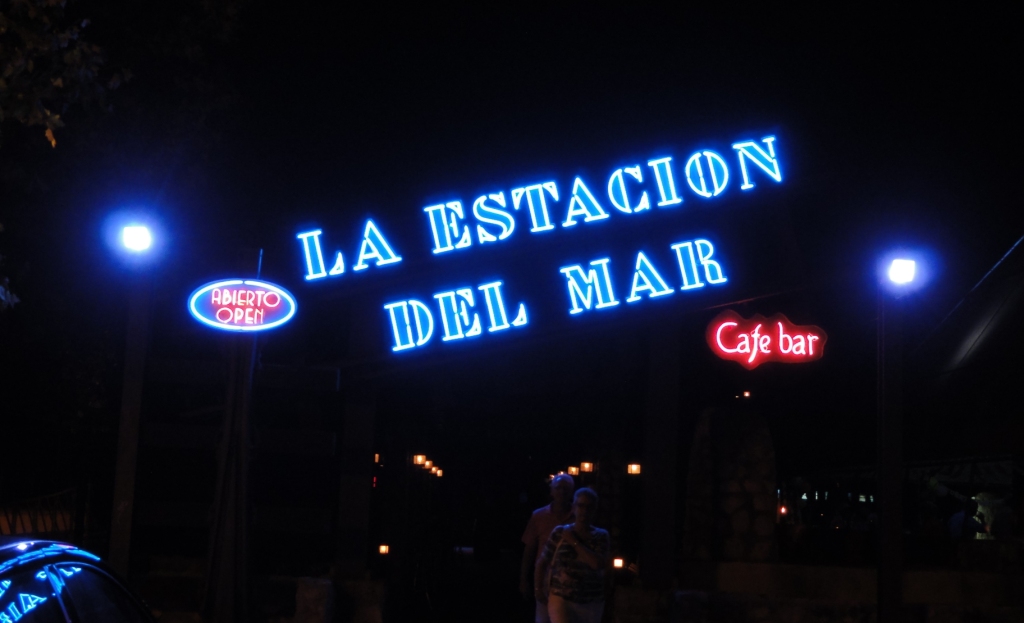 LA ESTACION
DEL MAR
ABIERTO
OPEN
Cafe bar